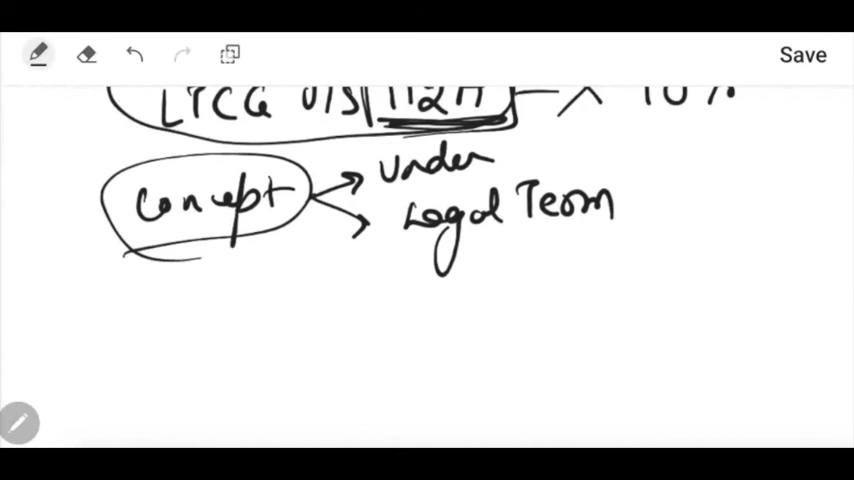 Save
LTCG U/S 112A - X 10%
Concept
Under
Legal Term